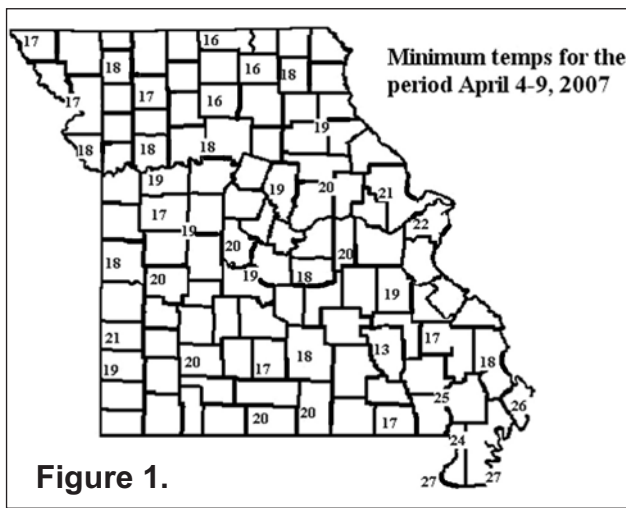 Minimum temps for the
period April 4-9, 2007
17 16
18 16 18
17 17 16
19
18 18 18
19 19 20 21
17 22
19
18 20 20
20 19 18
19
21 13 17
19 20 17 18 18
25 26
20 20 17
24
27 27
Figure 1.